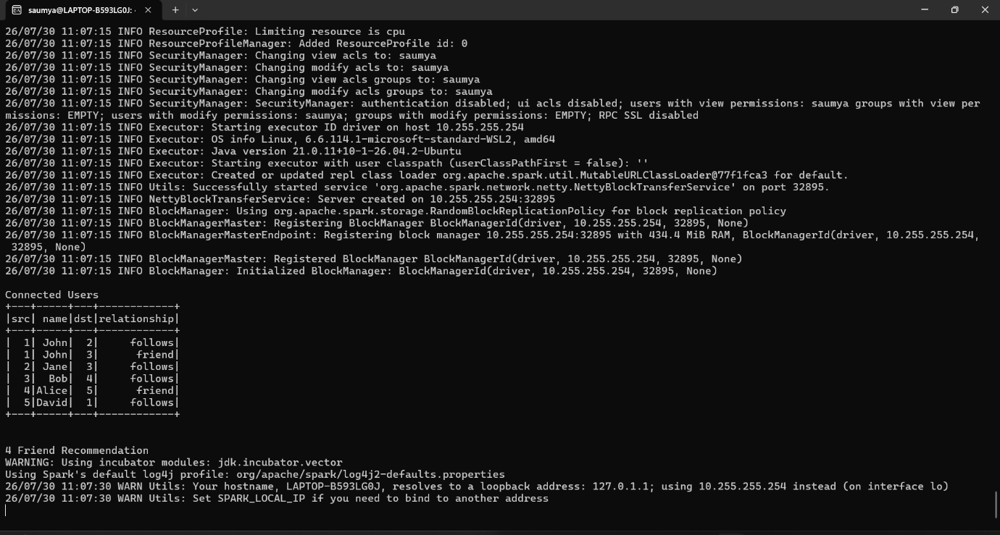 saumya@LAPTOP-B593LG0J: ·
26/07/30 11:07:15 INFO ResourceProfile: Limiting resource is cpu
26/07/30 11:07:15 INFO ResourceProfileManager: Added ResourceProfile id: 0
26/07/30 11:07:15 INFO SecurityManager: Changing view acls to: saumya
26/07/30 11:07:15 INFO SecurityManager: Changing modify acls to: saumya
26/07/30 11:07:15 INFO SecurityManager: Changing view acls groups to: saumya
26/07/30 11:07:15 INFO SecurityManager: Changing modify acls groups to: saumya
26/07/30 11:07:15 INFO SecurityManager: SecurityManager: authentication disabled; ui acls disabled; users with view permissions: saumya groups with view per
missions: EMPTY; users with modify permissions: saumya; groups with modify permissions: EMPTY; RPC SSL disabled
26/07/30 11:07:15 INFO Executor: Starting executor ID driver on host 10.255.255.254
26/07/30 11:07:15 INFO Executor: OS info Linux, 6.6.114.1-microsoft-standard-WSL2, amd64
26/07/30 11:07:15 INFO Executor: Java version 21.0.11+10-1-26.04.2-Ubuntu
26/07/30 11:07:15 INFO Executor: Starting executor with user classpath (userClassPathFirst = false): ''
26/07/30 11:07:15 INFO Executor: Created or updated repl class loader org.apache.spark.util.MutableURLClassLoader@77f1fca3 for default.
26/07/30 11:07:15 INFO Utils: Successfully started service 'org.apache.spark.network.netty.NettyBlockTransferService' on port 32895.
26/07/30 11:07:15 INFO NettyBlockTransferService: Server created on 10.255.255.254:32895
26/07/30 11:07:15 INFO BlockManager: Using org.apache.spark.storage.RandomBlockReplicationPolicy for block replication policy
26/07/30 11:07:15 INFO BlockManagerMaster: Registering BlockManager BlockManagerId(driver, 10.255.255.254, 32895, None)
26/07/30 11:07:15 INFO BlockManagerMasterEndpoint: Registering block manager 10.255.255.254:32895 with 434.4 MiB RAM, BlockManagerId(driver, 10.255.255.254,
 32895, None)
26/07/30 11:07:15 INFO BlockManagerMaster: Registered BlockManager BlockManagerId(driver, 10.255.255.254, 32895, None)
26/07/30 11:07:15 INFO BlockManager: Initialized BlockManager: BlockManagerId(driver, 10.255.255.254, 32895, None)

Connected Users
+---+-----+---+------------+
|src| name|dst|relationship|
+---+-----+---+------------+
|  1| John|  2|     follows|
|  1| John|  3|      friend|
|  2| Jane|  3|     follows|
|  3|  Bob|  4|     follows|
|  4|Alice|  5|      friend|
|  5|David|  1|     follows|
+---+-----+---+------------+

4 Friend Recommendation
WARNING: Using incubator modules: jdk.incubator.vector
Using Spark's default log4j profile: org/apache/spark/log4j2-defaults.properties
26/07/30 11:07:30 WARN Utils: Your hostname, LAPTOP-B593LG0J, resolves to a loopback address: 127.0.1.1; using 10.255.255.254 instead (on interface lo)
26/07/30 11:07:30 WARN Utils: Set SPARK_LOCAL_IP if you need to bind to another address